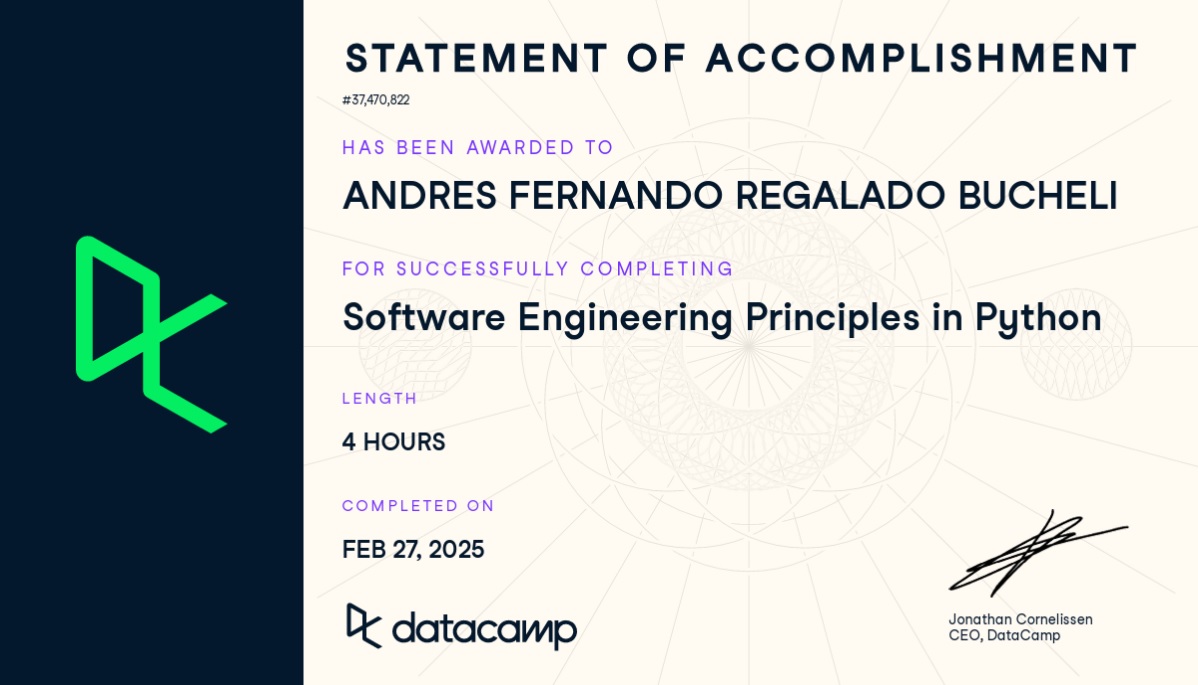 STATEMENT OF ACCOMPLISHMENT
#37,470,822
HAS BEEN AWARDED TO
ANDRES FERNANDO REGALADO BUCHELI
FOR SUCCESSFULLY COMPLETING
Software Engineering Principles in Python
LENGTH
4 HOURS
COMPLETED ON
FEB 27, 2025
datacamp
Jonathan Cornelissen
CEO, DataCamp